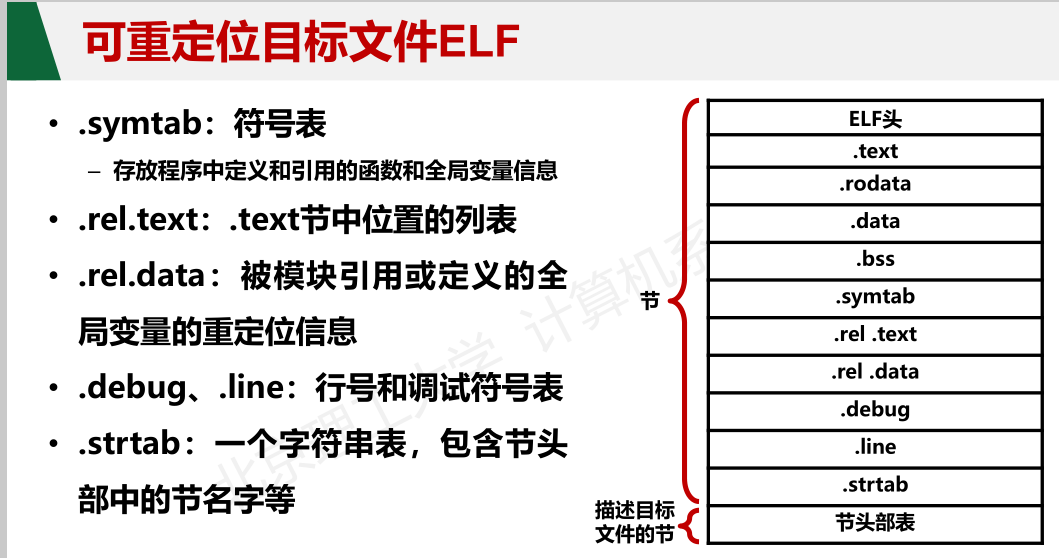 可重定位目标文件ELF
• .symtab：符号表
– 存放程序中定义和引用的函数和全局变量信息
• .rel.text：.text节中位置的列表
• .rel.data：被模块引用或定义的全
局变量的重定位信息
• .debug、.line：行号和调试符号表
• .strtab：一个字符串表，包含节头
部中的节名字等
节
描述目标
文件的节
ELF头
.text
.rodata
.data
.bss
.symtab
.rel .text
.rel .data
.debug
.line
.strtab
节头部表
北京理工大学 计算机系